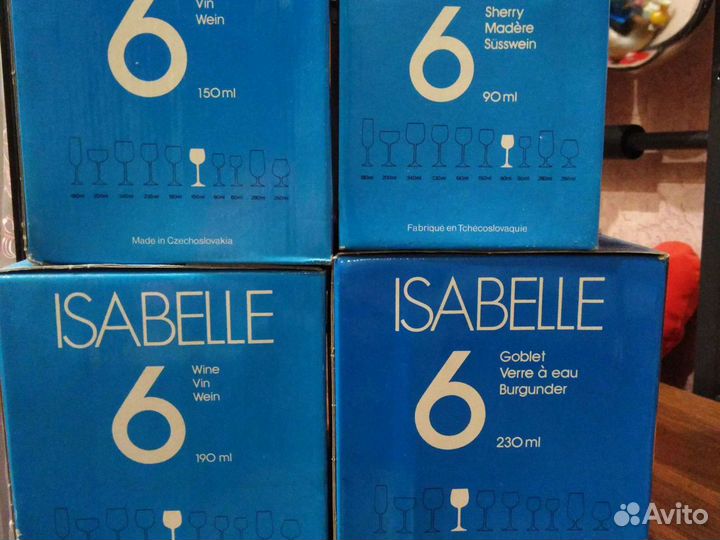 Vin
Wein
6
150 ml
Made in Czechoslovakia
Sherry
Madère
Süsswein
6
90 ml
Fabriqué en Tchécoslovaquie
ISABELLE
6
Wine
Vin
Wein
190 ml
ISABELLE
6
Goblet
Verre à eau
Burgunder
230 ml
Avito